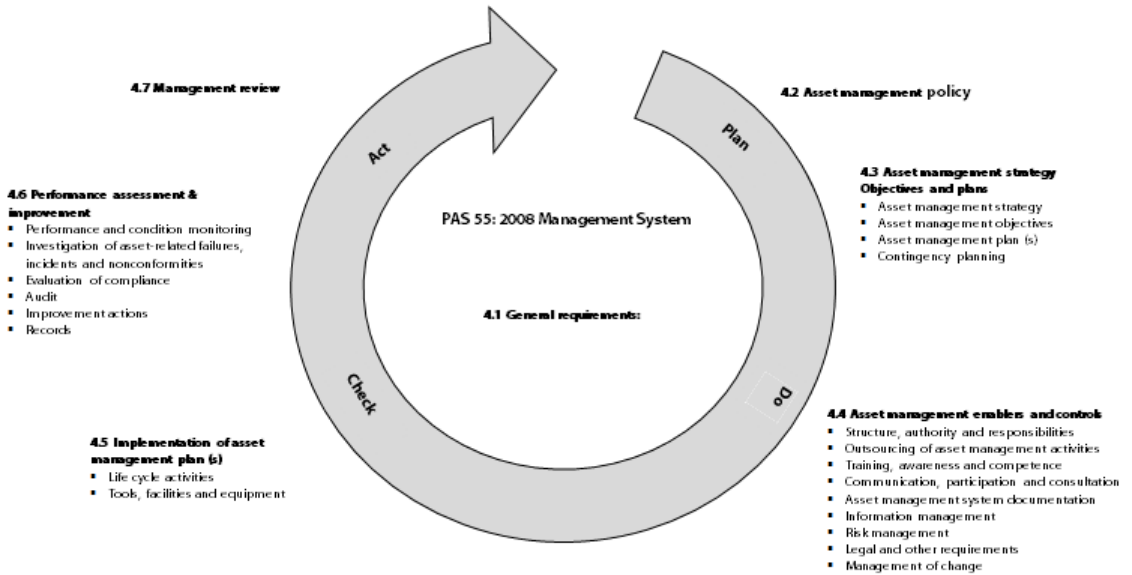 4.7 Management review
4.2 Asset management policy
Plan
Act
4.3 Asset management strategy
Objectives and plans
▪ Asset management strategy
▪ Asset management objectives
▪ Asset management plan (s)
▪ Contingency planning
4.6 Performance assessment &
improvement
▪ Performance and condition monitoring
▪ Investigation of asset-related failures,
incidents and nonconformities
▪ Evaluation of compliance
▪ Audit
▪ Improvement actions
▪ Records
PAS 55: 2008 Management System
4.1 General requirements:
Check
Do
4.4 Asset management enablers and controls
▪ Structure, authority and responsibilities
▪ Outsourcing of asset management activities
▪ Training, awareness and competence
▪ Communication, participation and consultation
▪ Asset management system documentation
▪ Information management
▪ Risk management
▪ Legal and other requirements
▪ Management of change
4.5 Implementation of asset
management plan (s)
▪ Life cycle activities
▪ Tools, facilities and equipment